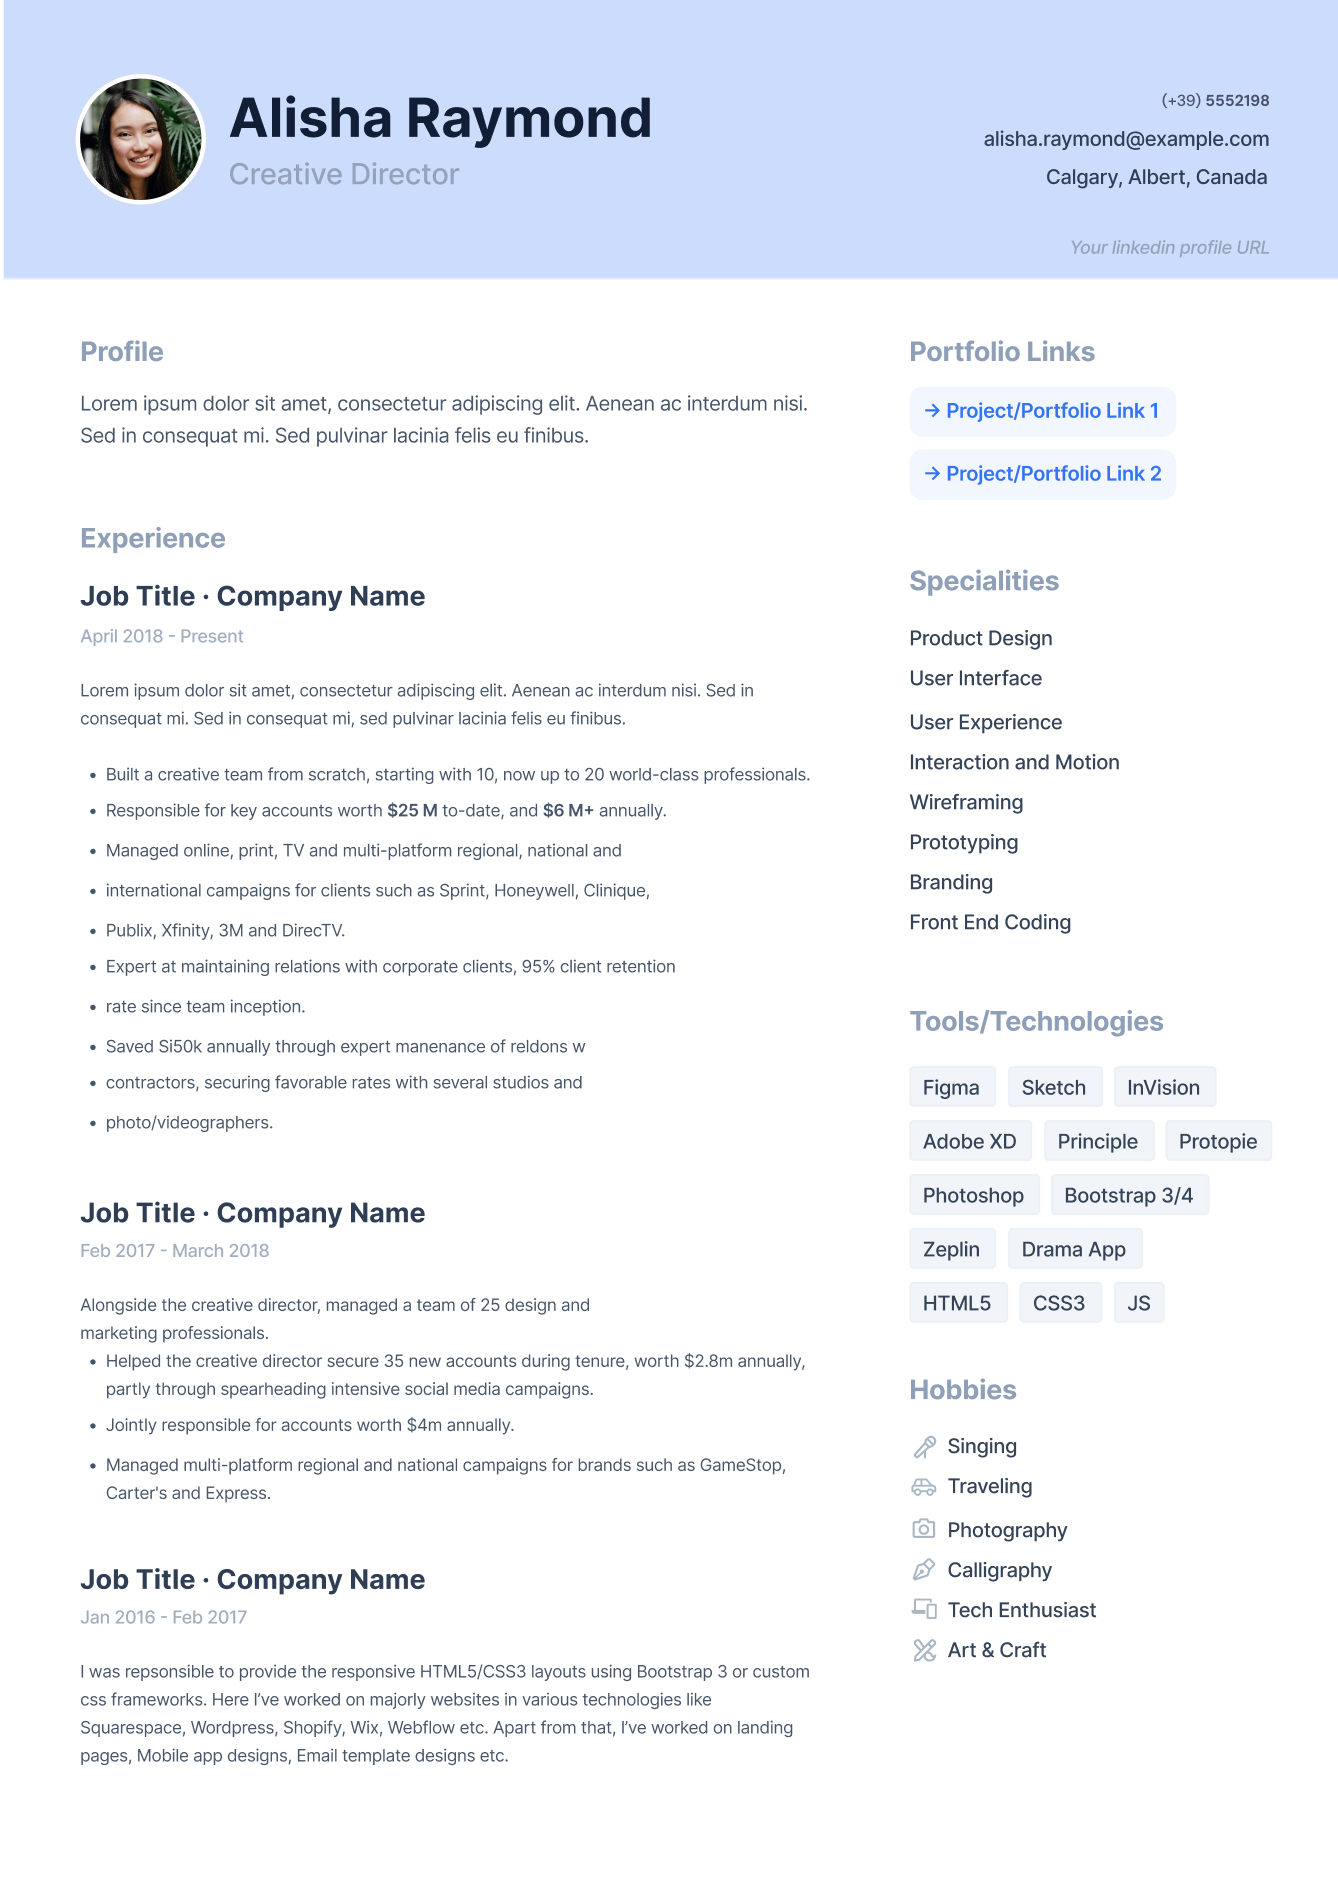 Alisha Raymond
Creative Director
(+39) 5552198
alisha.raymond@example.com
Calgary, Albert, Canada
Your linkedin profile URL
Profile
Lorem ipsum dolor sit amet, consectetur adipiscing elit. Aenean ac interdum nisi.
Sed in consequat mi. Sed pulvinar lacinia felis eu finibus.
Experience
Job Title · Company Name
April 2018 - Present
Lorem ipsum dolor sit amet, consectetur adipiscing elit. Aenean ac interdum nisi. Sed in
consequat mi. Sed in consequat mi, sed pulvinar lacinia felis eu finibus.
• Built a creative team from scratch, starting with 10, now up to 20 world-class professionals.
• Responsible for key accounts worth $25 M to-date, and $6 M+ annually.
• Managed online, print, TV and multi-platform regional, national and
• international campaigns for clients such as Sprint, Honeywell, Clinique,
• Publix, Xfinity, 3M and DirecTV.
• Expert at maintaining relations with corporate clients, 95% client retention
• rate since team inception.
• Saved Si50k annually through expert manenance of reldons w
• contractors, securing favorable rates with several studios and
• photo/videographers.
Job Title · Company Name
Feb 2017 - March 2018
Alongside the creative director, managed a team of 25 design and
marketing professionals.
• Helped the creative director secure 35 new accounts during tenure, worth $2.8m annually,
partly through spearheading intensive social media campaigns.
• Jointly responsible for accounts worth $4m annually.
• Managed multi-platform regional and national campaigns for brands such as GameStop,
Carter's and Express.
Job Title · Company Name
Jan 2016 - Feb 2017
I was repsonsible to provide the responsive HTML5/CSS3 layouts using Bootstrap 3 or custom
css frameworks. Here I’ve worked on majorly websites in various technologies like
Squarespace, Wordpress, Shopify, Wix, Webflow etc. Apart from that, I’ve worked on landing
pages, Mobile app designs, Email template designs etc.
Portfolio Links
→ Project/Portfolio Link 1
→ Project/Portfolio Link 2
Specialities
Product Design
User Interface
User Experience
Interaction and Motion
Wireframing
Prototyping
Branding
Front End Coding
Tools/Technologies
Figma Sketch InVision
Adobe XD Principle Protopie
Photoshop Bootstrap 3/4
Zeplin Drama App
HTML5 CSS3 JS
Hobbies
Singing
Traveling
Photography
Calligraphy
Tech Enthusiast
Art & Craft